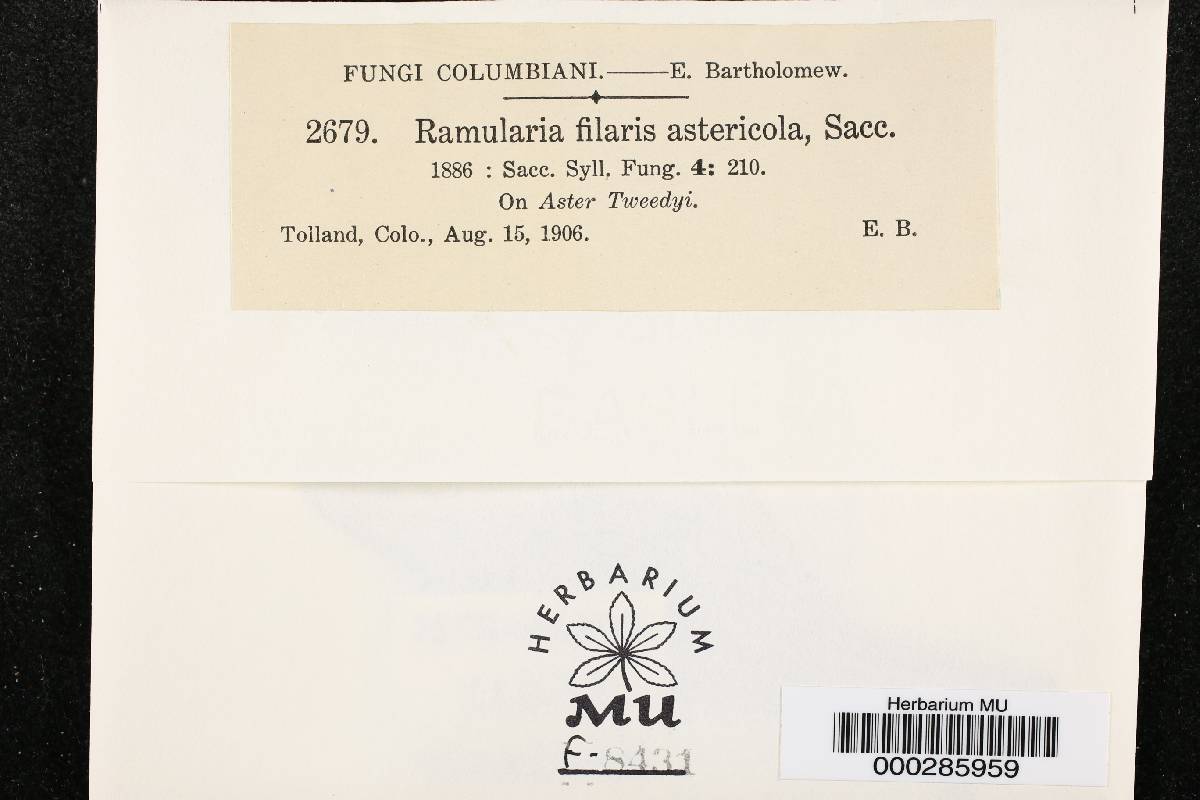 FUNGI COLUMBIANI.——E. Bartholomew.
2679. Ramularia filaris astericola, Sacc.
1886 : Sacc. Syll. Fung. 4: 210.
On Aster Tweedyi.
Tolland, Colo., Aug. 15, 1906. E. B.
HERBARIUM
MU
F-8431
Herbarium MU
000285959